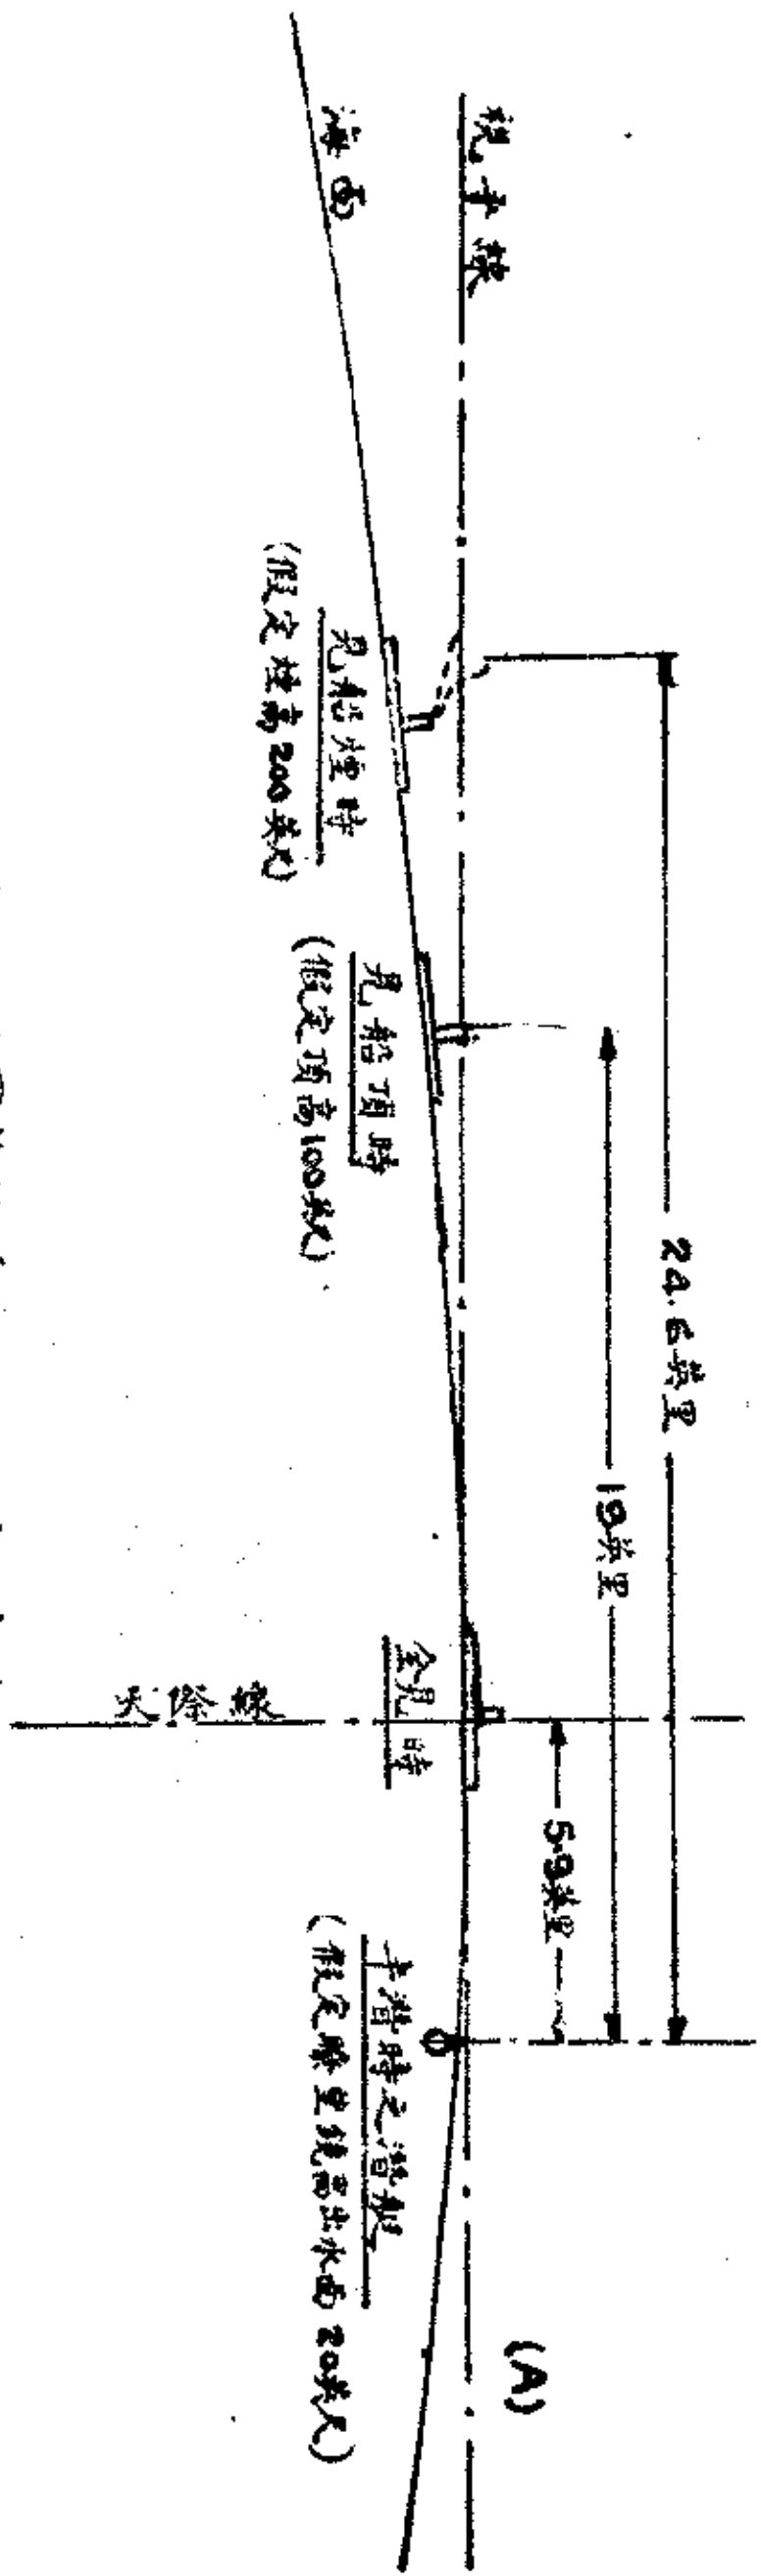 (A)
視平線
海面
24.6英里
19英里
5.9英里
見船煙時
(假定煙高200英尺)
見船頂時
(假定頂高100英尺)
全見時
天際線
半潛時之潛艇
(假定瞭望鏡高出水面20英尺)